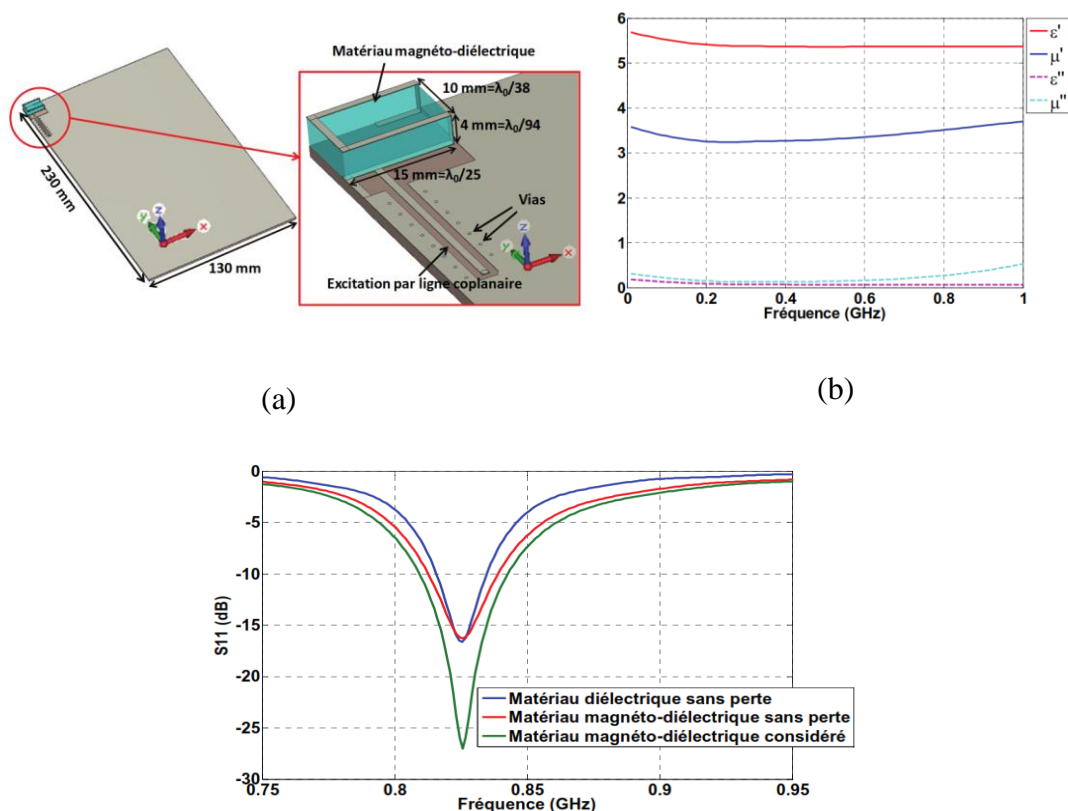 Matériau magnéto-diélectrique
10 mm=λ₀/38
4 mm=λ₀/94
15 mm=λ₀/25
Vias
Excitation par ligne coplanaire
230 mm
130 mm
z
y
x
z
y
x
6
5
4
3
2
1
0
0
0.2
0.4
0.6
0.8
1
Fréquence (GHz)
ε'
μ'
ε''
μ''
(a)
(b)
0
-5
-10
-15
-20
-25
-30
S11 (dB)
0.75
0.8
0.85
0.9
0.95
Fréquence (GHz)
Matériau diélectrique sans perte
Matériau magnéto-diélectrique sans perte
Matériau magnéto-diélectrique considéré